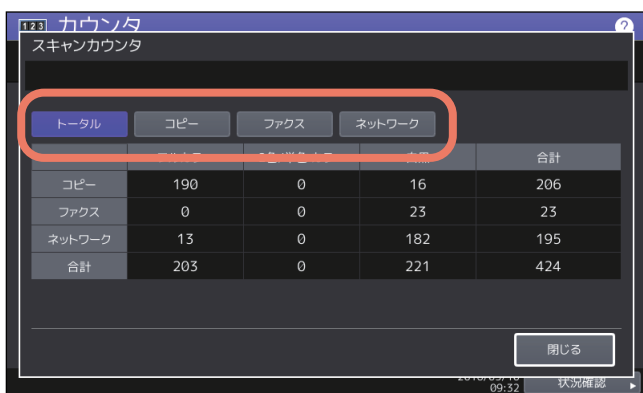 123 カウンタ ?
スキャンカウンタ
トータル コピー ファクス ネットワーク
合計
コピー 190 0 16 206
ファクス 0 0 23 23
ネットワーク 13 0 182 195
合計 203 0 221 424
閉じる
09:32 状況確認